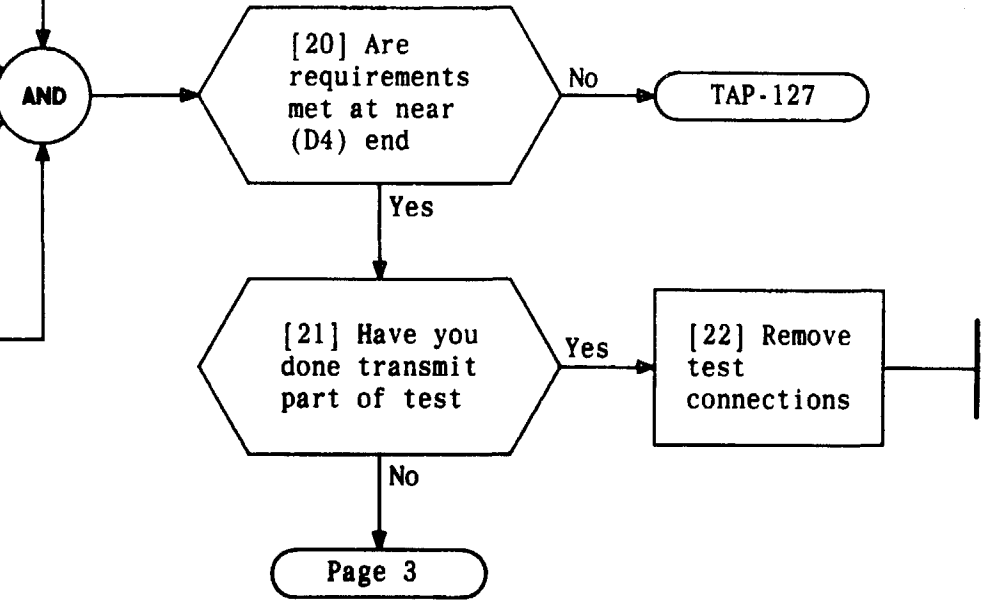 AND
[20] Are
requirements
met at near
(D4) end
No
TAP-127
Yes
[21] Have you
done transmit
part of test
Yes
[22] Remove
test
connections
No
Page 3